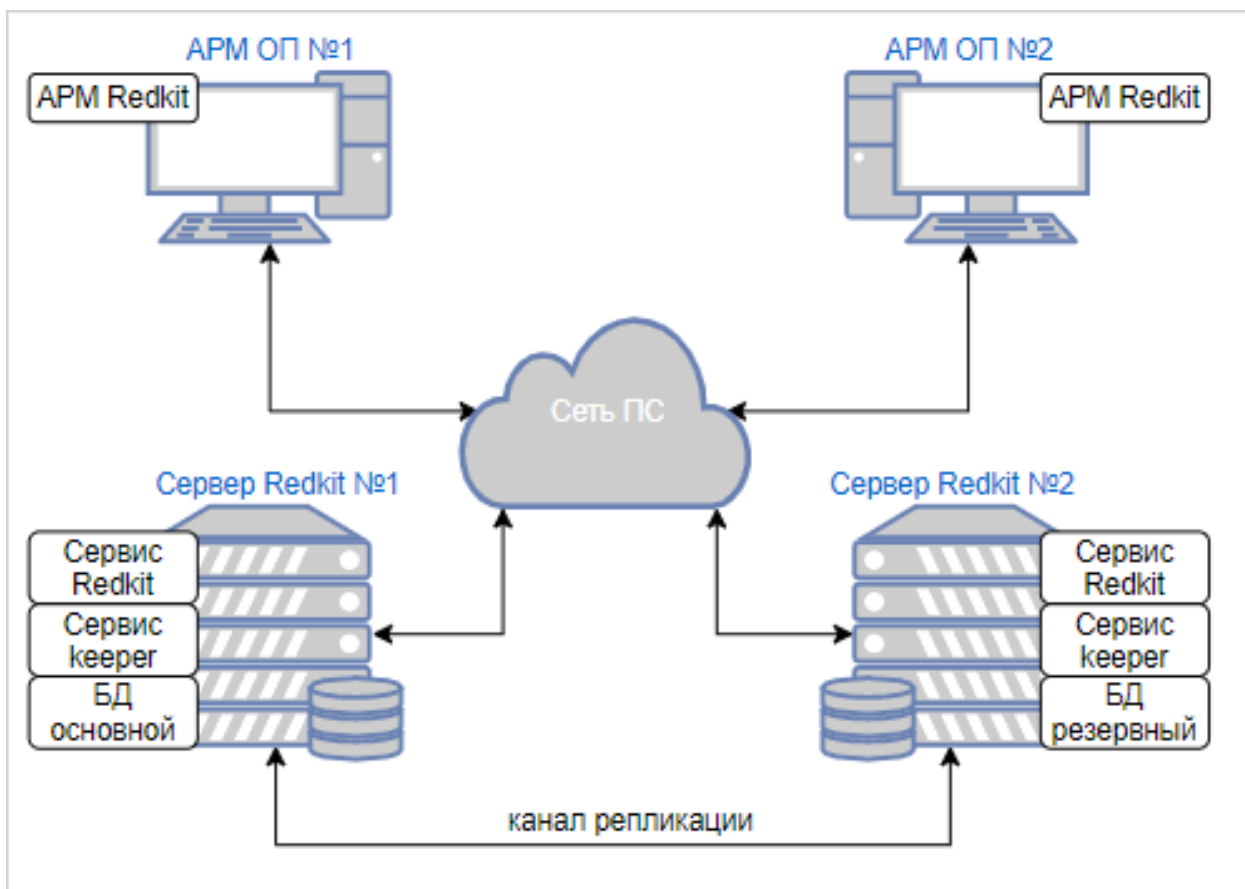 АРМ ОП №1
АРМ Redkit
АРМ ОП №2
АРМ Redkit
Сеть ПС
Сервер Redkit №1
Сервис
Redkit
Сервис
keeper
БД
основной
Сервер Redkit №2
Сервис
Redkit
Сервис
keeper
БД
резервный
канал репликации